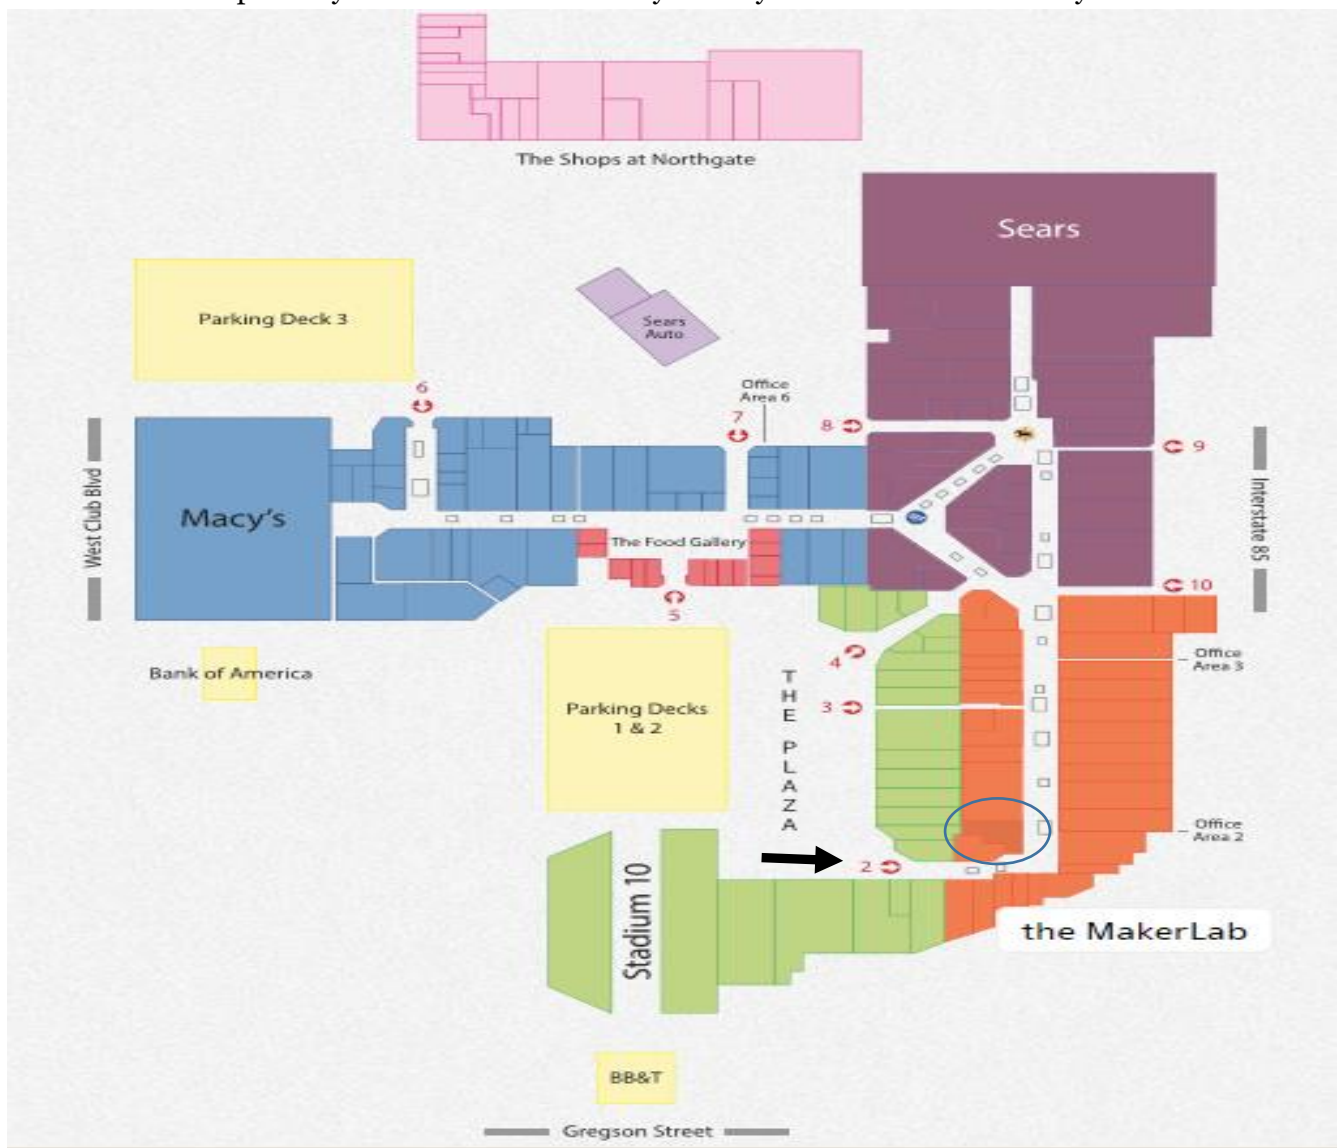 The Shops at Northgate
Sears
Parking Deck 3
Sears
Auto
6
Office
Area 6
7
8
9
West Club Blvd
Macy's
Interstate 85
The Food Gallery
10
5
Bank of America
4
Office
Area 3
THE PLAZA
3
Parking Decks
1 & 2
Office
Area 2
2
Stadium 10
the MakerLab
BB&T
Gregson Street